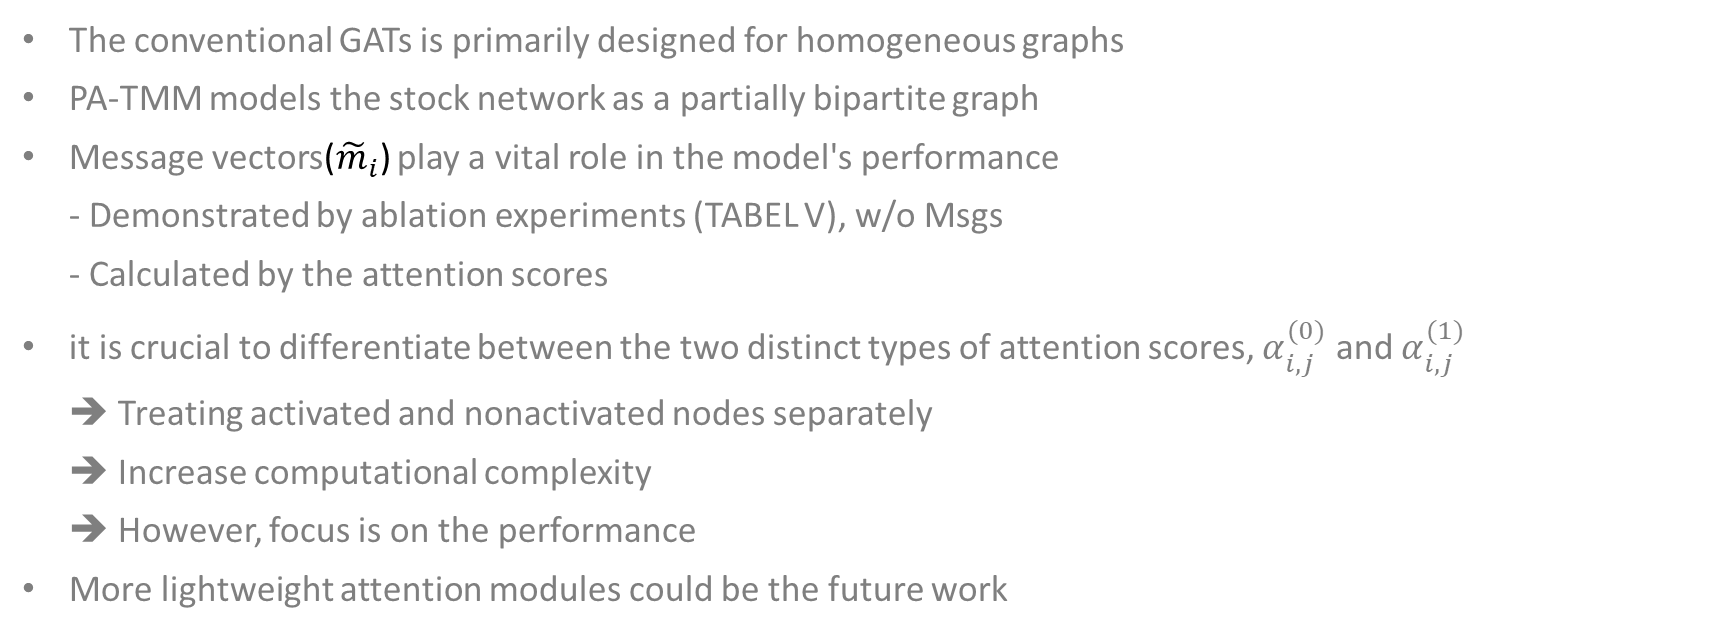 • The conventional GATs is primarily designed for homogeneous graphs
• PA-TMM models the stock network as a partially bipartite graph
• Message vectors(m̃ᵢ) play a vital role in the model's performance
- Demonstrated by ablation experiments (TABEL V), w/o Msgs
- Calculated by the attention scores
• it is crucial to differentiate between the two distinct types of attention scores, α_{i,j}^{(0)} and α_{i,j}^{(1)}
➔ Treating activated and nonactivated nodes separately
➔ Increase computational complexity
➔ However, focus is on the performance
• More lightweight attention modules could be the future work